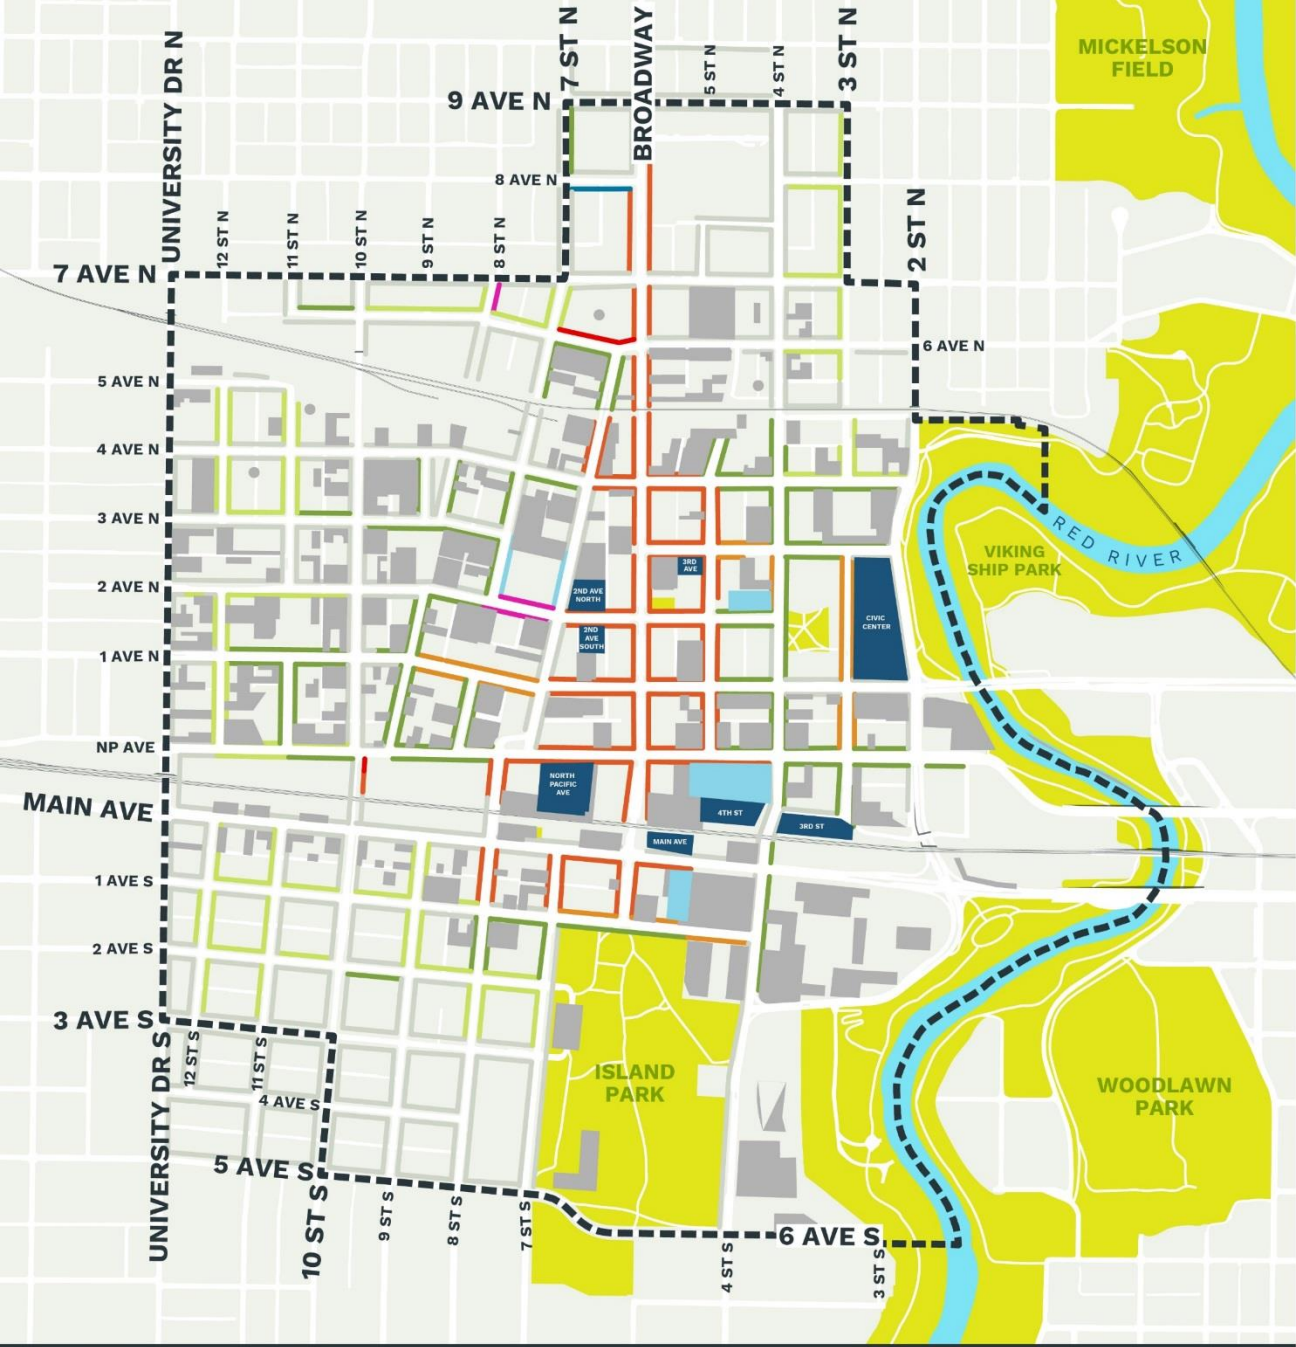 MICKELSON
FIELD
7 ST N
BROADWAY
5 ST N
4 ST N
3 ST N
9 AVE N
UNIVERSITY DR N
8 AVE N
12 ST N
11 ST N
10 ST N
9 ST N
8 ST N
2 ST N
7 AVE N
6 AVE N
5 AVE N
4 AVE N
3 AVE N
RED RIVER
VIKING
SHIP PARK
2 AVE N
3RD
AVE
2ND AVE
NORTH
CIVIC
CENTER
2ND
AVE
SOUTH
1 AVE N
NP AVE
NORTH
PACIFIC
AVE
MAIN AVE
4TH ST
3RD ST
MAIN AVE
1 AVE S
2 AVE S
3 AVE S
UNIVERSITY DR S
12 ST S
11 ST S
4 AVE S
ISLAND
PARK
WOODLAWN
PARK
5 AVE S
10 ST S
9 ST S
8 ST S
7 ST S
6 AVE S
4 ST S
3 ST S